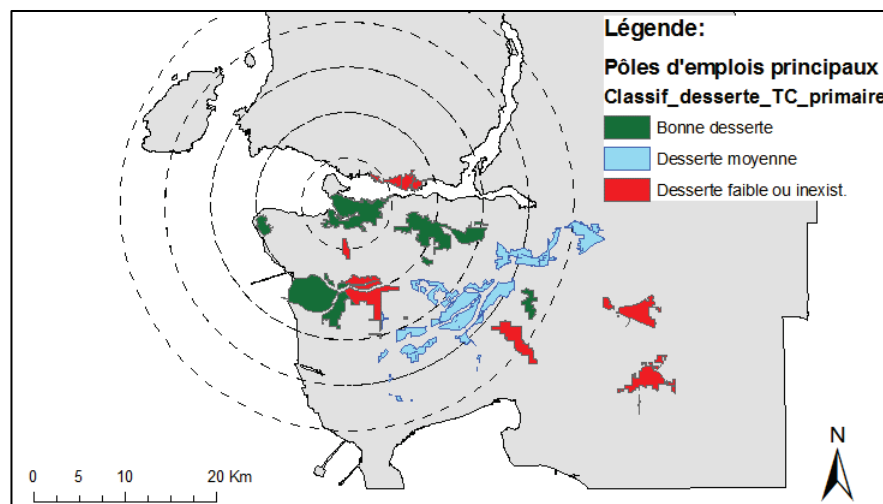 Légende:
Pôles d'emplois principaux
Classif_desserte_TC_primaire
Bonne desserte
Desserte moyenne
Desserte faible ou inexist.
N
0 5 10 20 Km